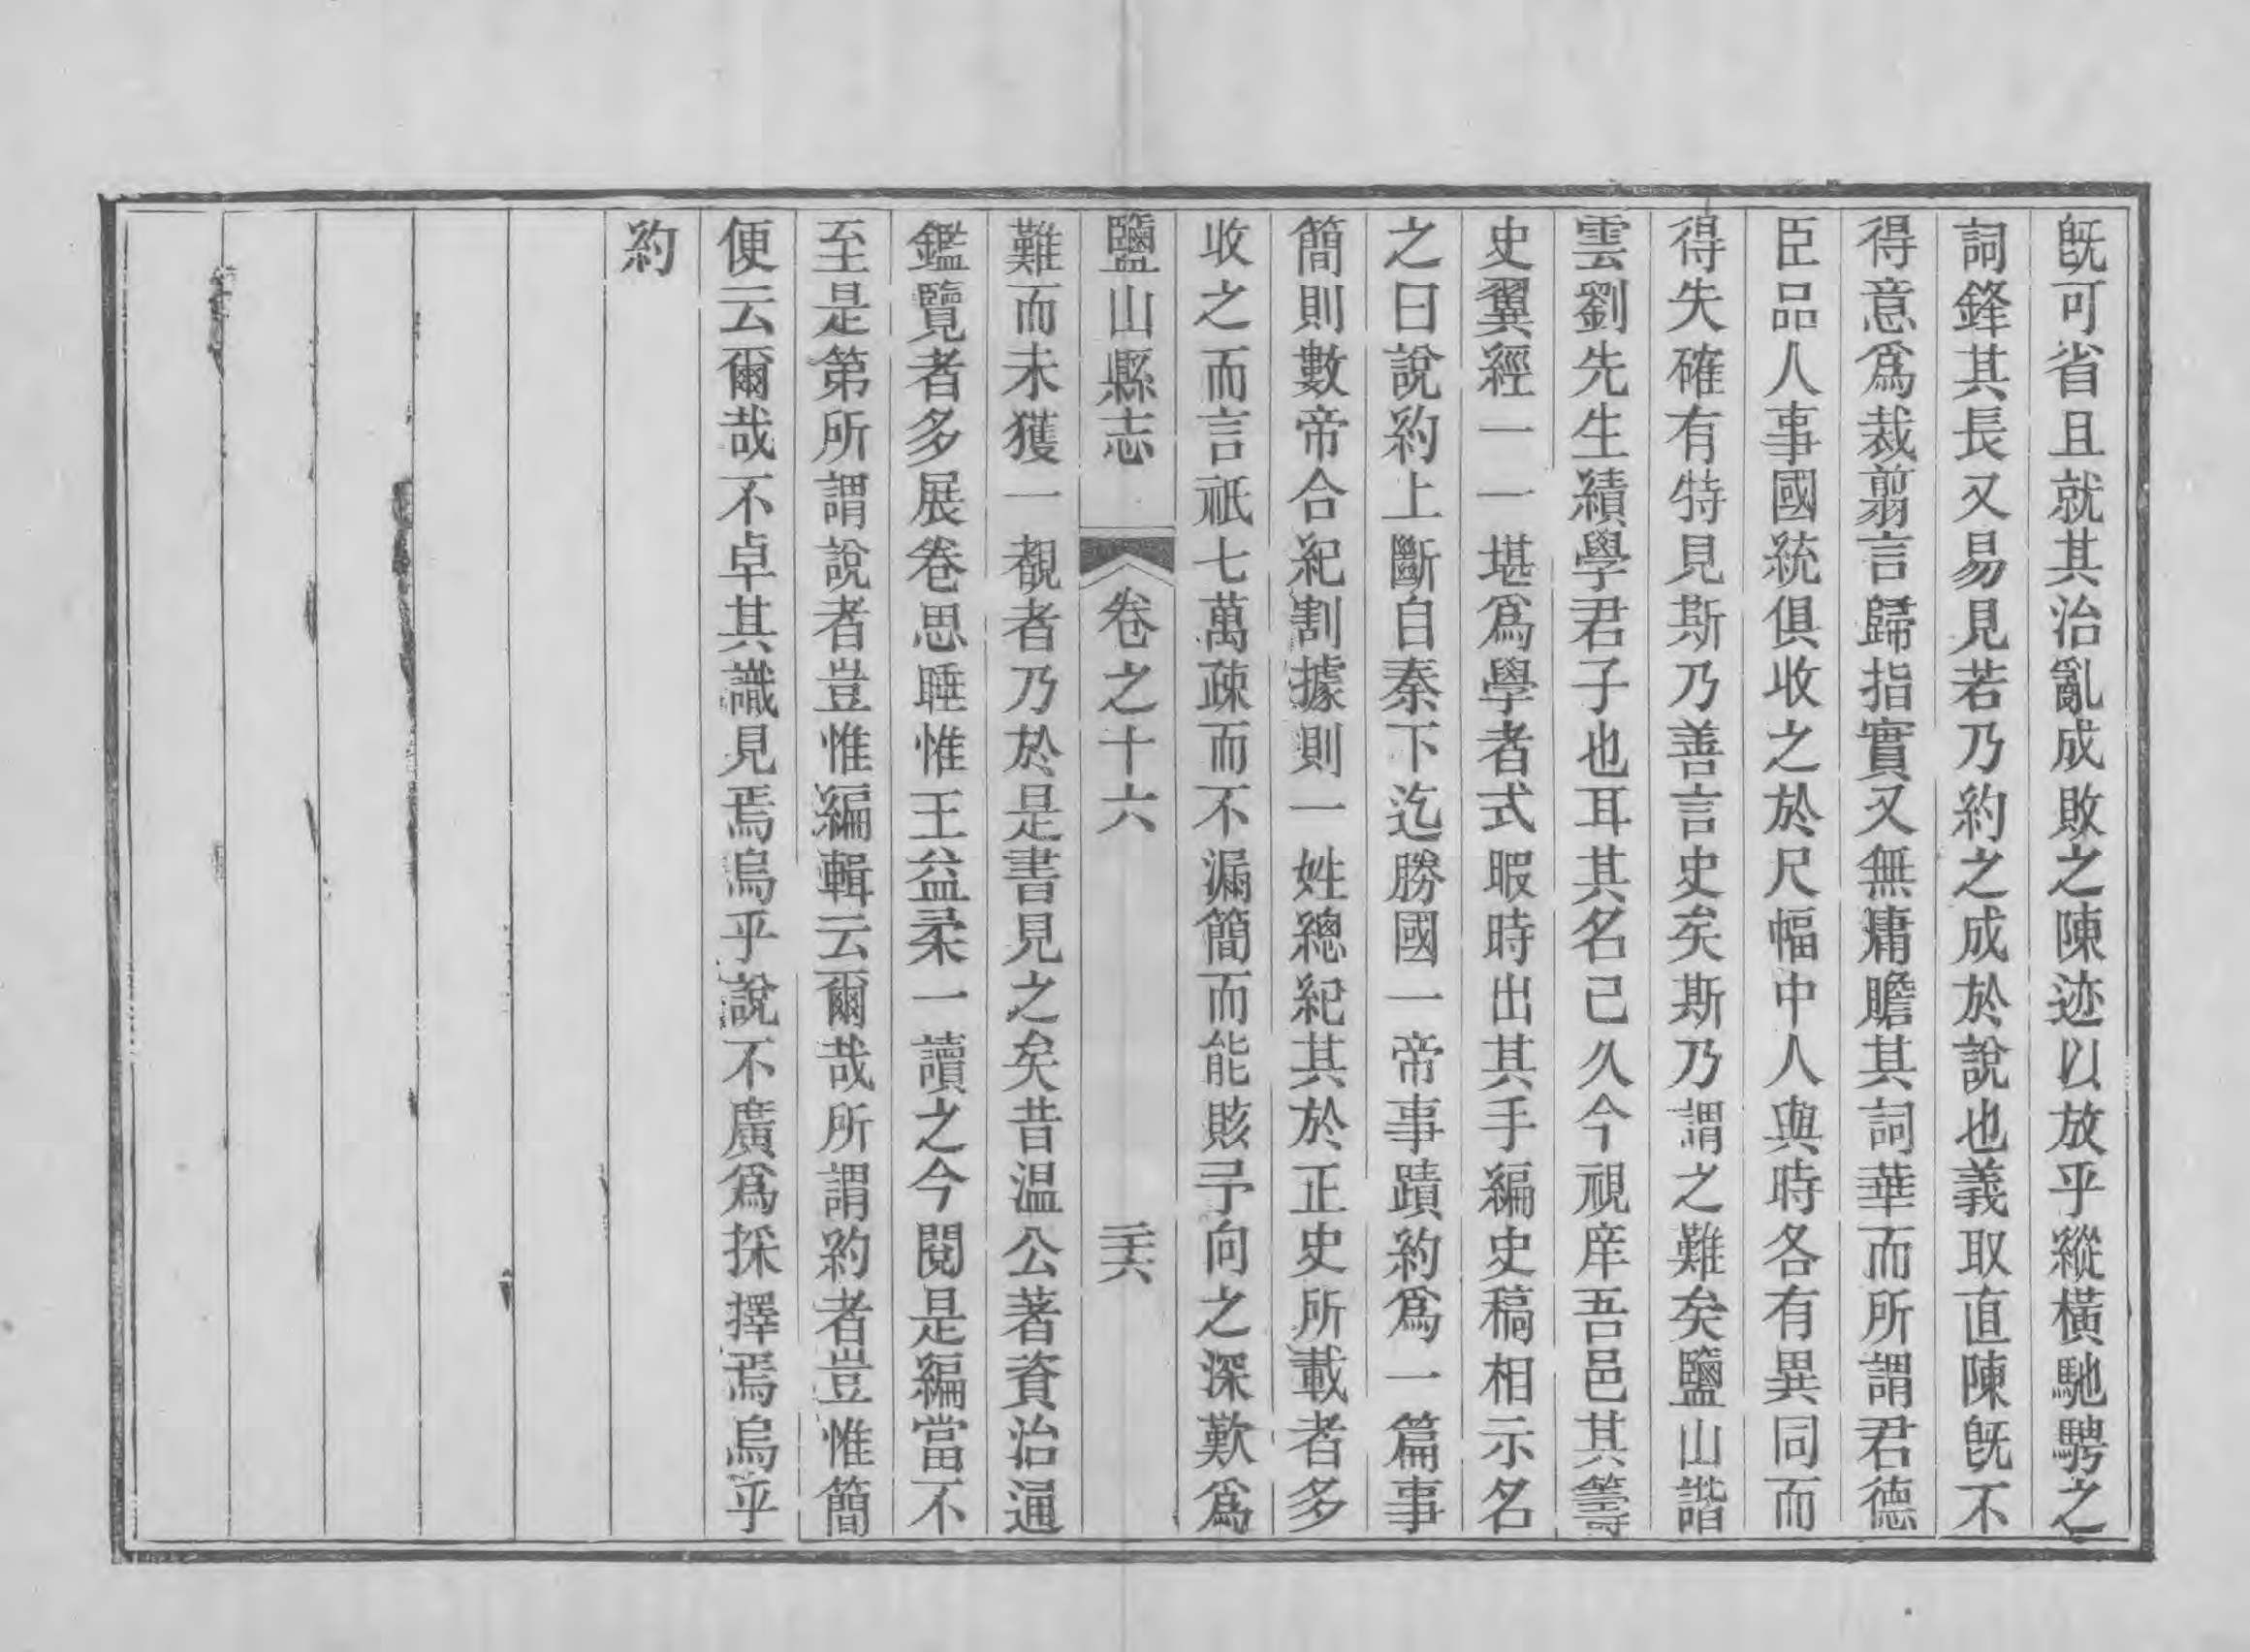 旣可省且就其治亂成敗之陳迹以放乎縱橫馳騁之
詞鋒其長又易見若乃約之成於說也義取直陳旣不
得意爲裁翦言歸指實又無庸贍其詞華而所謂君德
臣品人事國統俱收之於尺幅中人與時各有異同而
得失確有特見斯乃善言史矣斯乃謂之難矣鹽山諧
雲劉先生績學君子也耳其名已久今視庠吾邑其籌
史翼經一一堪爲學者式暇時出其手編史稿相示名
之曰說約上斷自秦下迄勝國一帝事蹟約爲一篇事
簡則數帝合紀割據則一姓總紀其於正史所載者多
收之而言祇七萬疎而不漏簡而能賅予向之深歎爲
鹽山縣志 卷之十六 三六
難而未獲一覩者乃於是書見之矣昔温公著資治通
鑑覽者多展卷思睡惟王益柔一讀之今閱是編當不
至是第所謂說者豈惟編輯云爾哉所謂約者豈惟簡
便云爾哉不卓其識見焉烏乎說不廣爲採擇焉烏乎
約